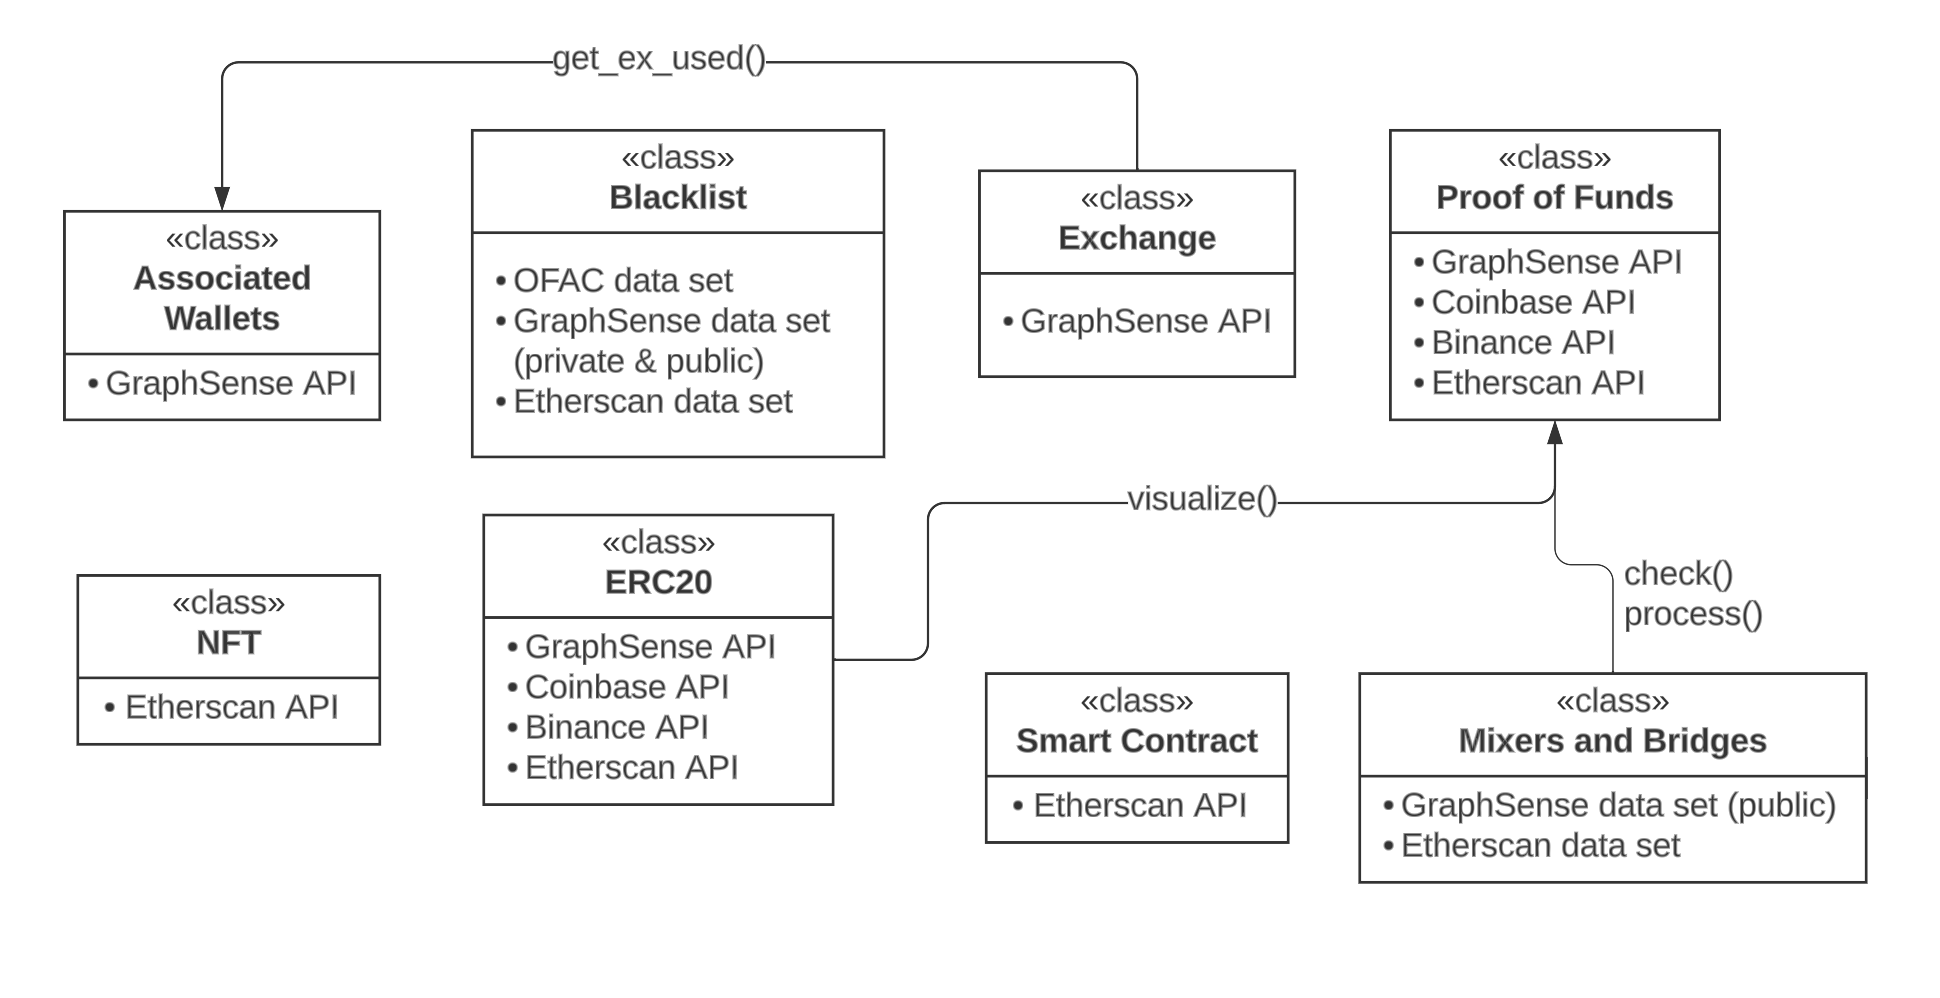 get_ex_used()
«class»
Associated
Wallets
• GraphSense API
«class»
Blacklist
• OFAC data set
• GraphSense data set
(private & public)
• Etherscan data set
«class»
Exchange
• GraphSense API
«class»
Proof of Funds
• GraphSense API
• Coinbase API
• Binance API
• Etherscan API
visualize()
check()
process()
«class»
NFT
• Etherscan API
«class»
ERC20
• GraphSense API
• Coinbase API
• Binance API
• Etherscan API
«class»
Smart Contract
• Etherscan API
«class»
Mixers and Bridges
• GraphSense data set (public)
• Etherscan data set